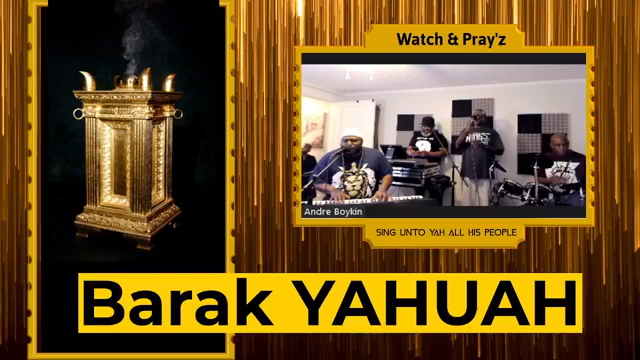 Watch & Pray'z
Andre Boykin
SING UNTO YAH ALL HIS PEOPLE
Barak YAHUAH